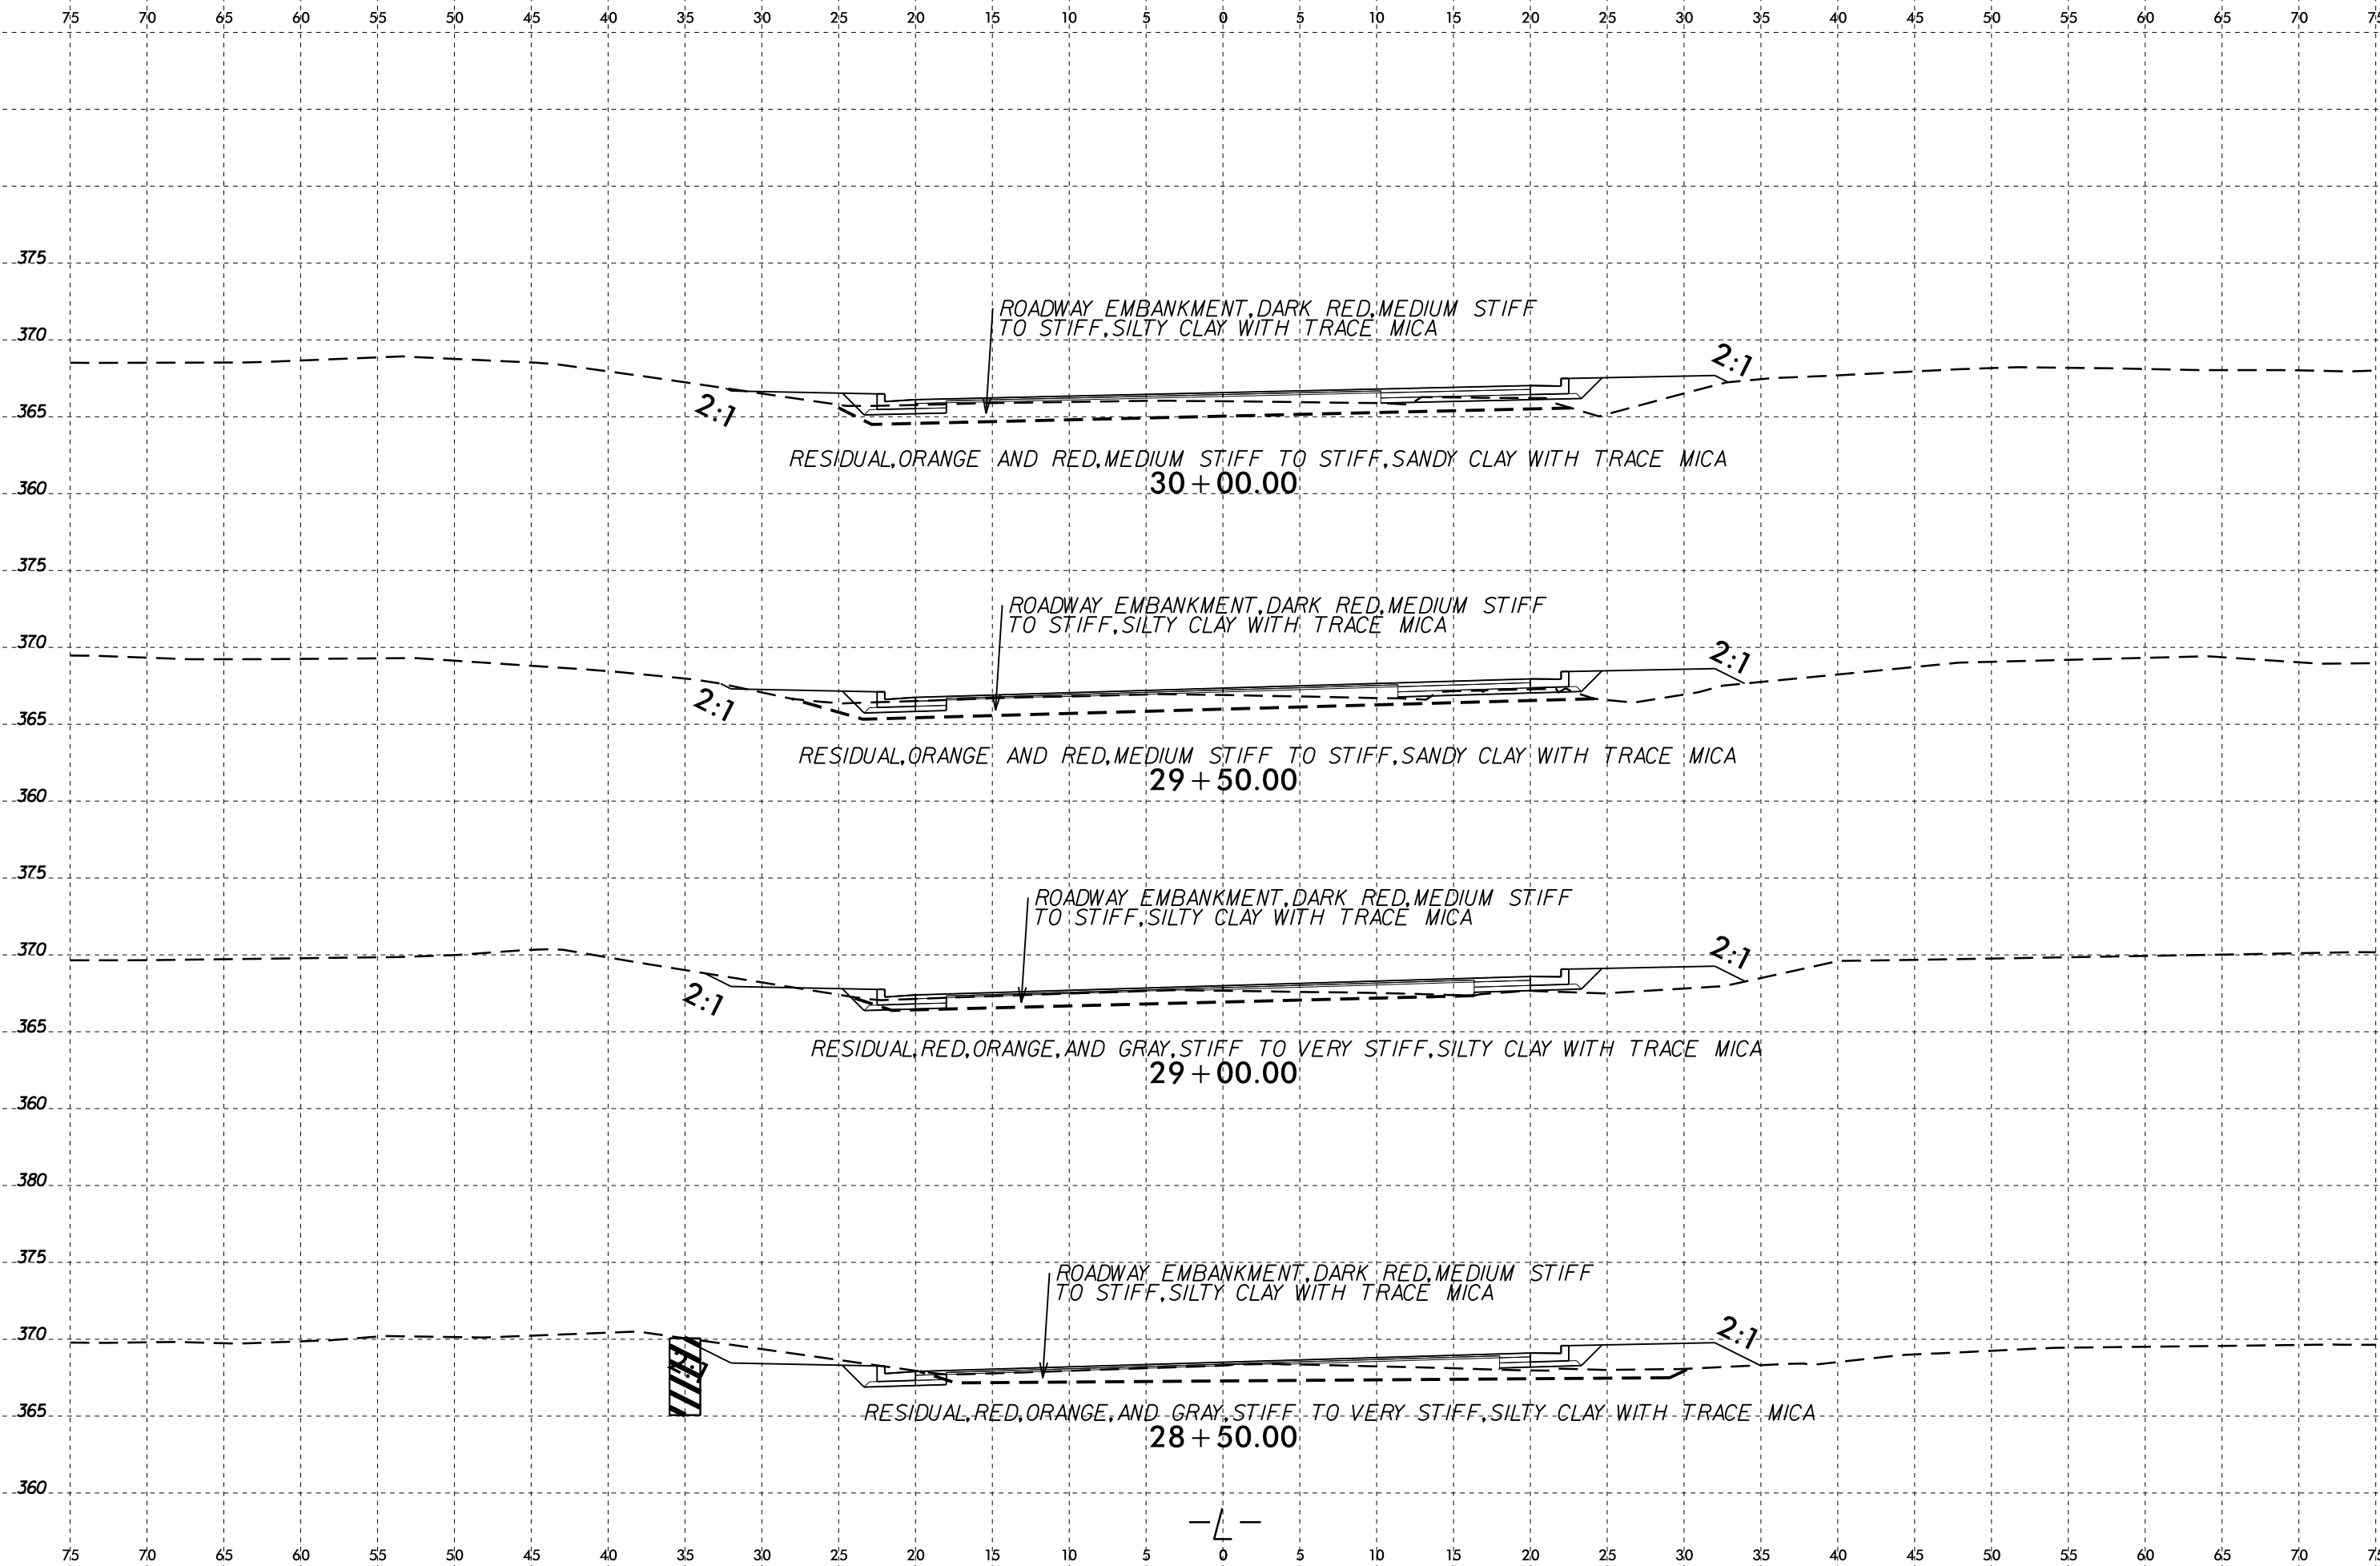 75 70 65 60 55 50 45 40 35 30 25 20 15 10 5 0 5 10 15 20 25 30 35 40 45 50 55 60 65 70
375
ROADWAY EMBANKMENT, DARK RED, MEDIUM STIFF
370
TO STIFF, SILTY CLAY WITH TRACE MICA
2:1
2:1
365
RESIDUAL, ORANGE AND RED, MEDIUM STIFF TO STIFF, SANDY CLAY WITH TRACE MICA
360
30+00.00
375
ROADWAY EMBANKMENT, DARK RED, MEDIUM STIFF
TO STIFF, SILTY CLAY WITH TRACE MICA
370
2:1
2:1
365
RESIDUAL, ORANGE AND RED, MEDIUM STIFF TO STIFF, SANDY CLAY WITH TRACE MICA
29+50.00
360
375
ROADWAY EMBANKMENT, DARK RED, MEDIUM STIFF
TO STIFF, SILTY CLAY WITH TRACE MICA
370
2:1
2:1
365
RESIDUAL, RED, ORANGE, AND GRAY, STIFF TO VERY STIFF, SILTY CLAY WITH TRACE MICA
29+00.00
360
380
375
ROADWAY EMBANKMENT, DARK RED, MEDIUM STIFF
TO STIFF, SILTY CLAY WITH TRACE MICA
370
2:1
365
RESIDUAL, RED, ORANGE, AND GRAY, STIFF TO VERY STIFF, SILTY CLAY WITH TRACE MICA
28+50.00
360
-L-
75 70 65 60 55 50 45 40 35 30 25 20 15 10 5 0 5 10 15 20 25 30 35 40 45 50 55 60 65 70